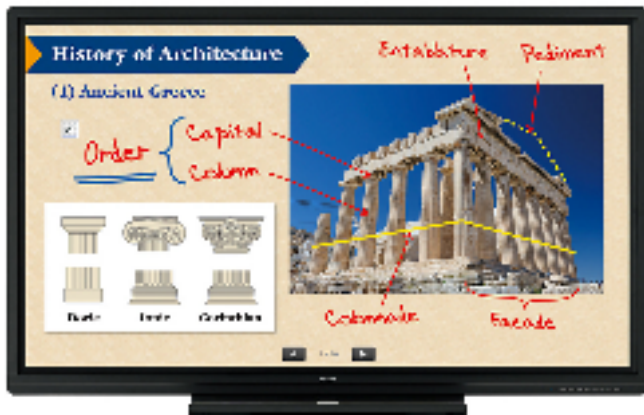 History of Architecture
(1) Ancient Greece
Entablature
Pediment
Order
Capital
Column
Doric
Ionic
Corinthian
Colonnade
Facade